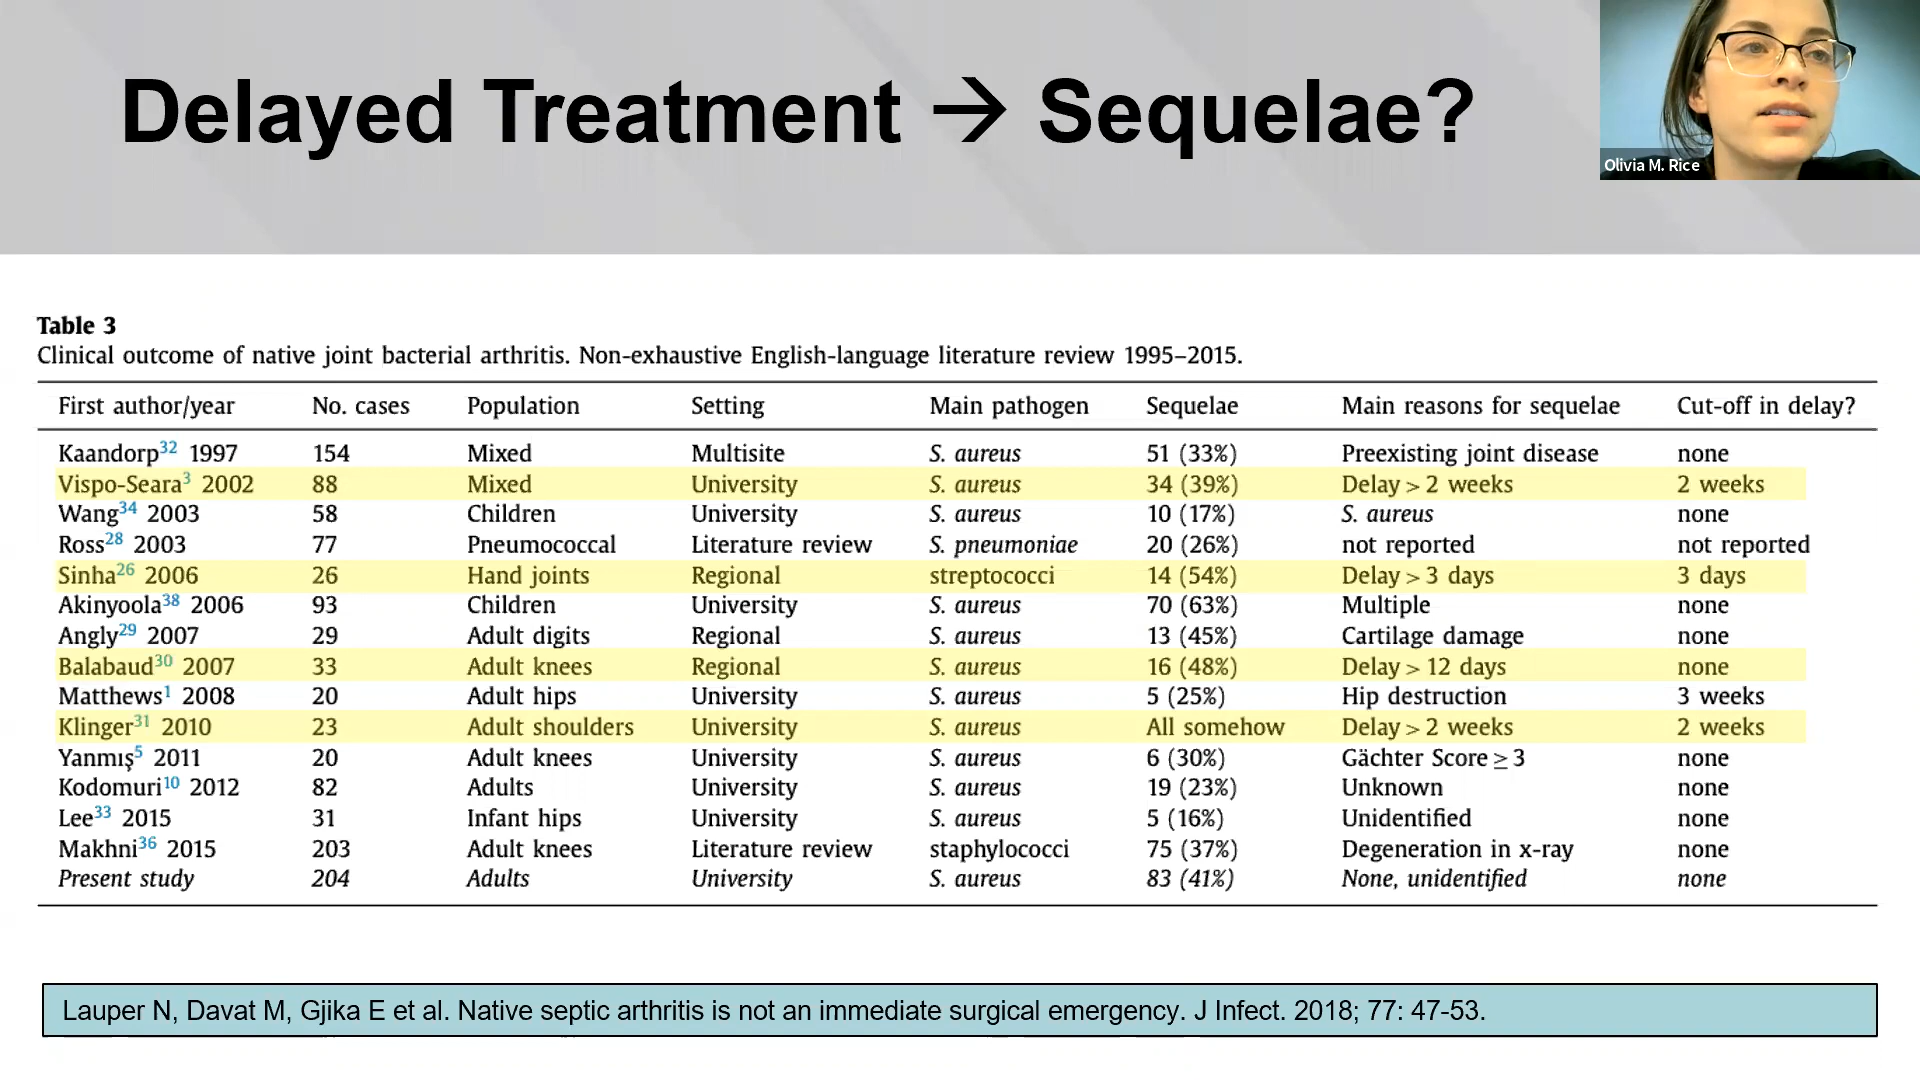 Delayed Treatment → Sequelae?
Olivia M. Rice
Table 3
Clinical outcome of native joint bacterial arthritis. Non-exhaustive English-language literature review 1995–2015.
First author/year No. cases Population Setting Main pathogen Sequelae Main reasons for sequelae Cut-off in delay?
Kaandorp32 1997 154 Mixed Multisite S. aureus 51 (33%) Preexisting joint disease none
Vispo-Seara3 2002 88 Mixed University S. aureus 34 (39%) Delay > 2 weeks 2 weeks
Wang34 2003 58 Children University S. aureus 10 (17%) S. aureus none
Ross28 2003 77 Pneumococcal Literature review S. pneumoniae 20 (26%) not reported not reported
Sinha26 2006 26 Hand joints Regional streptococci 14 (54%) Delay > 3 days 3 days
Akinyoola38 2006 93 Children University S. aureus 70 (63%) Multiple none
Angly29 2007 29 Adult digits Regional S. aureus 13 (45%) Cartilage damage none
Balabaud30 2007 33 Adult knees Regional S. aureus 16 (48%) Delay > 12 days none
Matthews1 2008 20 Adult hips University S. aureus 5 (25%) Hip destruction 3 weeks
Klinger31 2010 23 Adult shoulders University S. aureus All somehow Delay > 2 weeks 2 weeks
Yanmış5 2011 20 Adult knees University S. aureus 6 (30%) Gächter Score ≥ 3 none
Kodomuri10 2012 82 Adults University S. aureus 19 (23%) Unknown none
Lee33 2015 31 Infant hips University S. aureus 5 (16%) Unidentified none
Makhni36 2015 203 Adult knees Literature review staphylococci 75 (37%) Degeneration in x-ray none
Present study 204 Adults University S. aureus 83 (41%) None, unidentified none
Lauper N, Davat M, Gjika E et al. Native septic arthritis is not an immediate surgical emergency. J Infect. 2018; 77: 47-53.